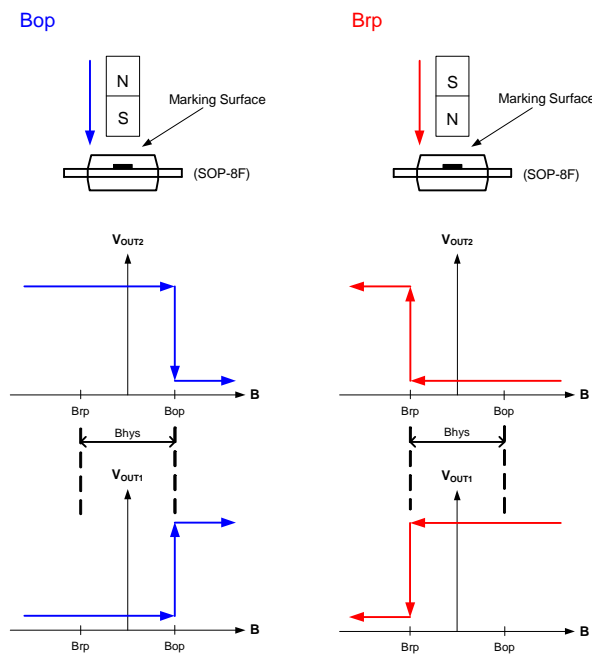 Bop
Brp
N
S
Marking Surface
(SOP-8F)
S
N
Marking Surface
(SOP-8F)
VOUT2
B
Brp
Bop
VOUT2
B
Brp
Bop
Bhys
Bhys
VOUT1
B
Brp
Bop
VOUT1
B
Brp
Bop